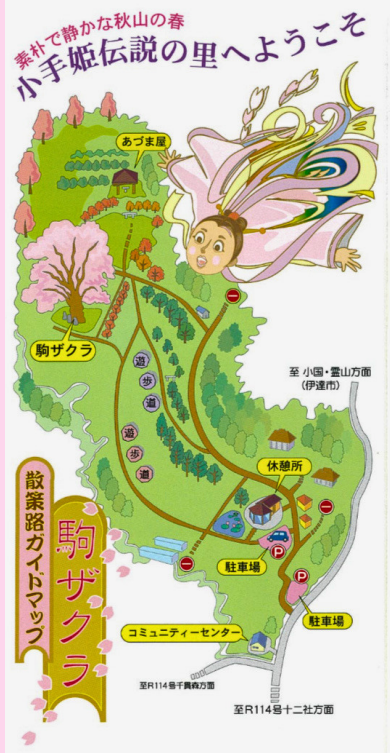 素朴で静かな秋山の春
小手姫伝説の里へようこそ
あづま屋
駒ザクラ
遊
歩
道
遊
歩
道
至 小国・霊山方面
(伊達市)
休憩所
P
駐車場
P
駐車場
コミュニティーセンター
至R114号千貫森方面
至R114号十二社方面
散策路ガイドマップ
駒ザクラ